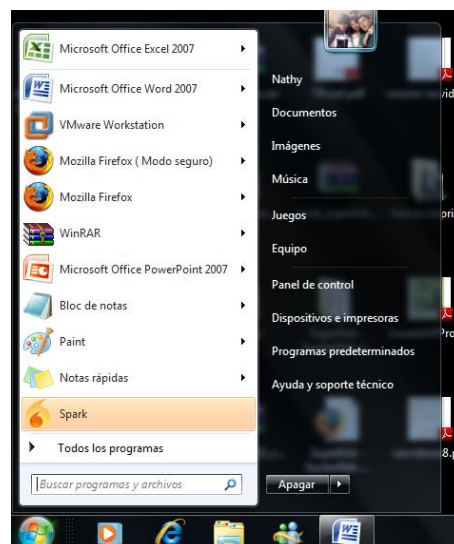 Microsoft Office Excel 2007
Microsoft Office Word 2007
VMware Workstation
Mozilla Firefox ( Modo seguro)
Mozilla Firefox
WinRAR
Microsoft Office PowerPoint 2007
Bloc de notas
Paint
Notas rápidas
Spark
Todos los programas
Buscar programas y archivos
Nathy
Documentos
Imágenes
Música
Juegos
Equipo
Panel de control
Dispositivos e impresoras
Programas predeterminados
Ayuda y soporte técnico
Apagar